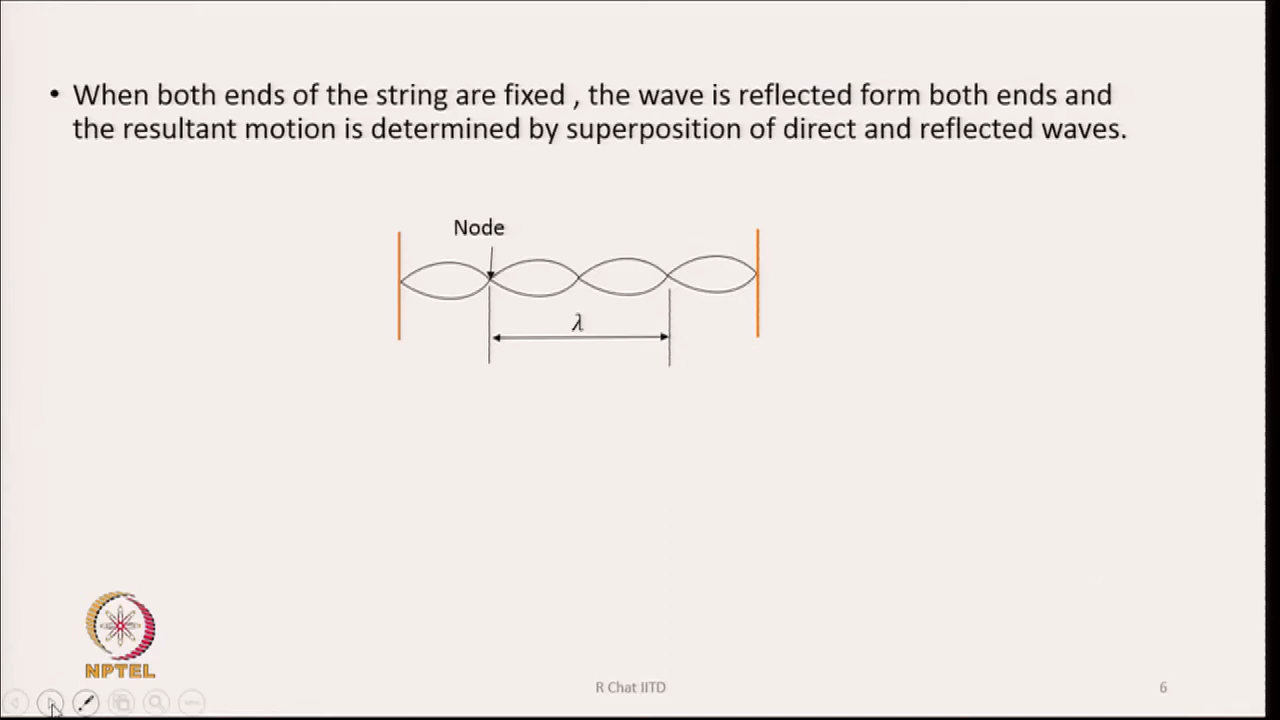 • When both ends of the string are fixed , the wave is reflected form both ends and
the resultant motion is determined by superposition of direct and reflected waves.
Node
λ
NPTEL
R Chat IITD
6